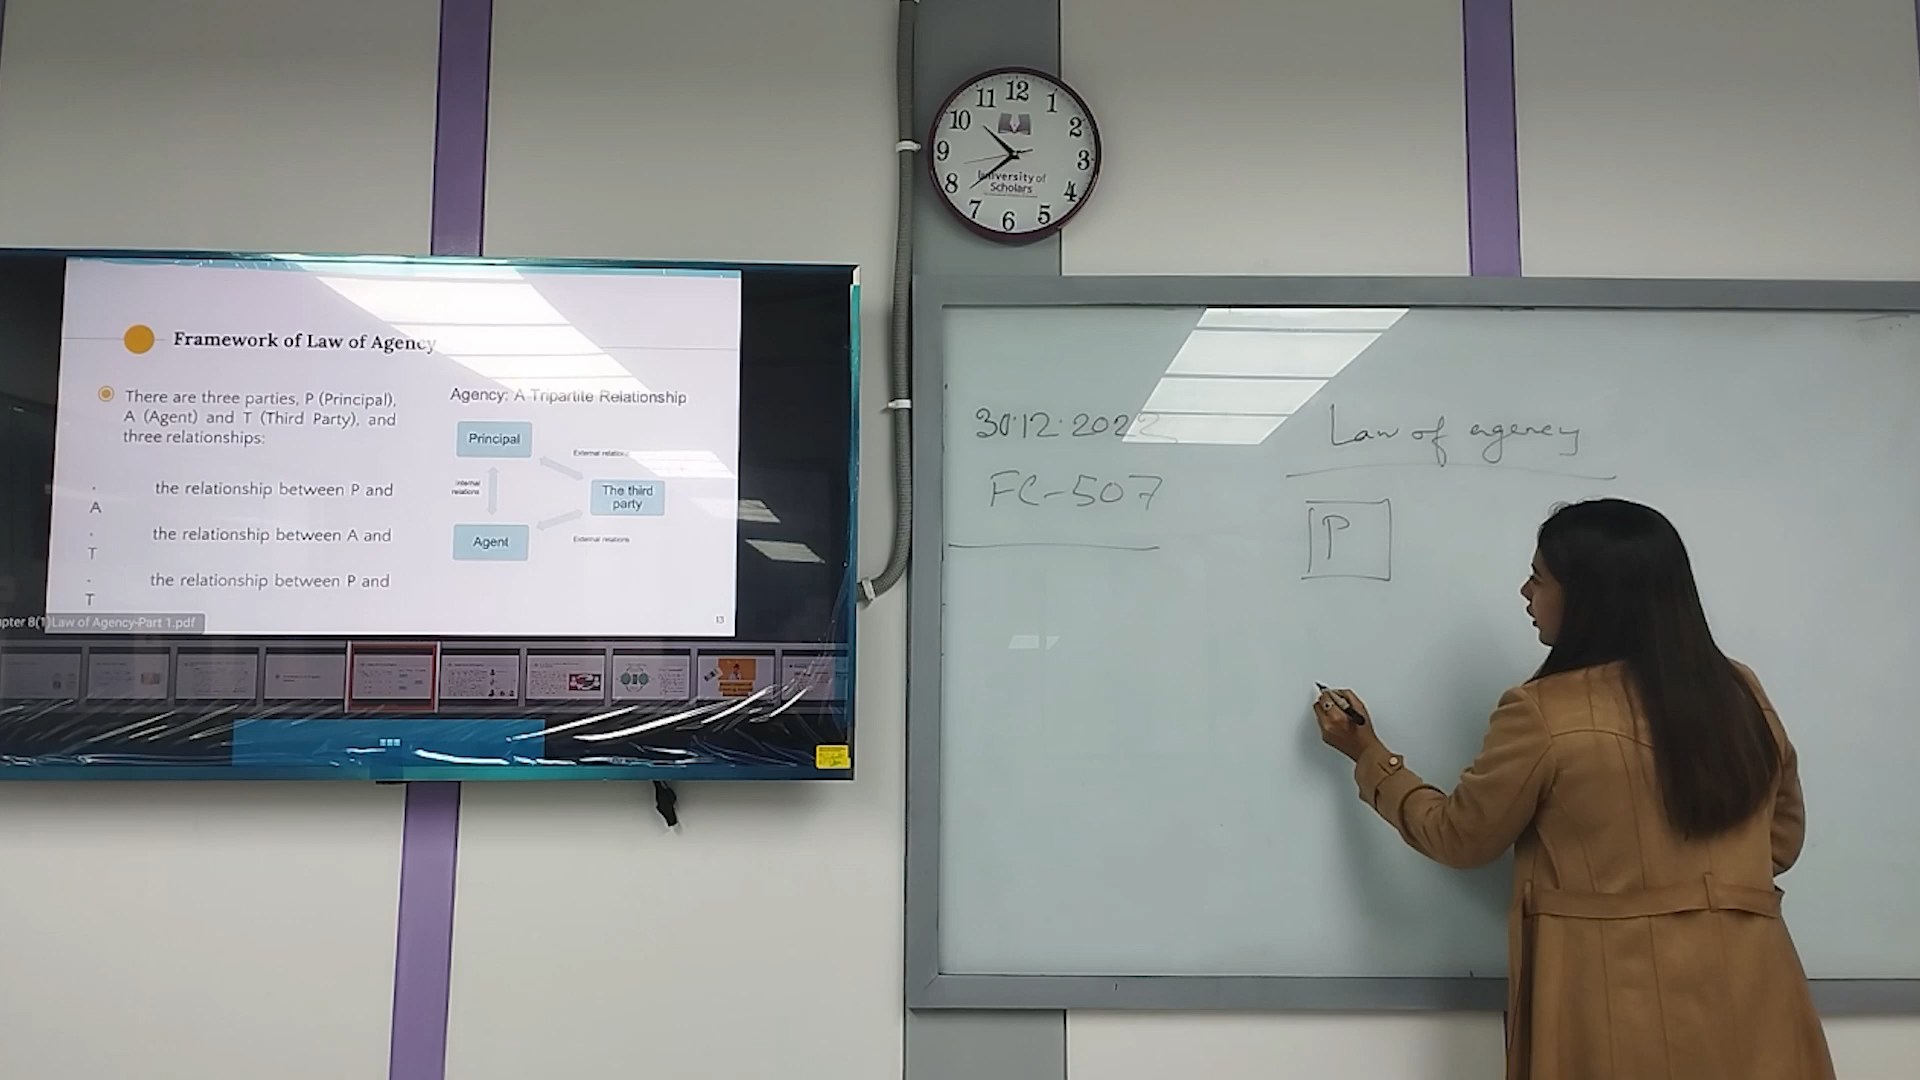 Framework of Law of Agency
There are three parties, P (Principal),
A (Agent) and T (Third Party), and
three relationships:
the relationship between P and
A
the relationship between A and
T
the relationship between P and
T
Agency: A Tripartite Relationship
Principal
External relations
Internal
relations
The third
party
Agent
External relations
13
pter 8(1)Law of Agency-Part 1.pdf
12
1
2
3
4
5
6
7
8
9
10
11
University of
Scholars
30.12.2022
FC-507
Law of agency
P